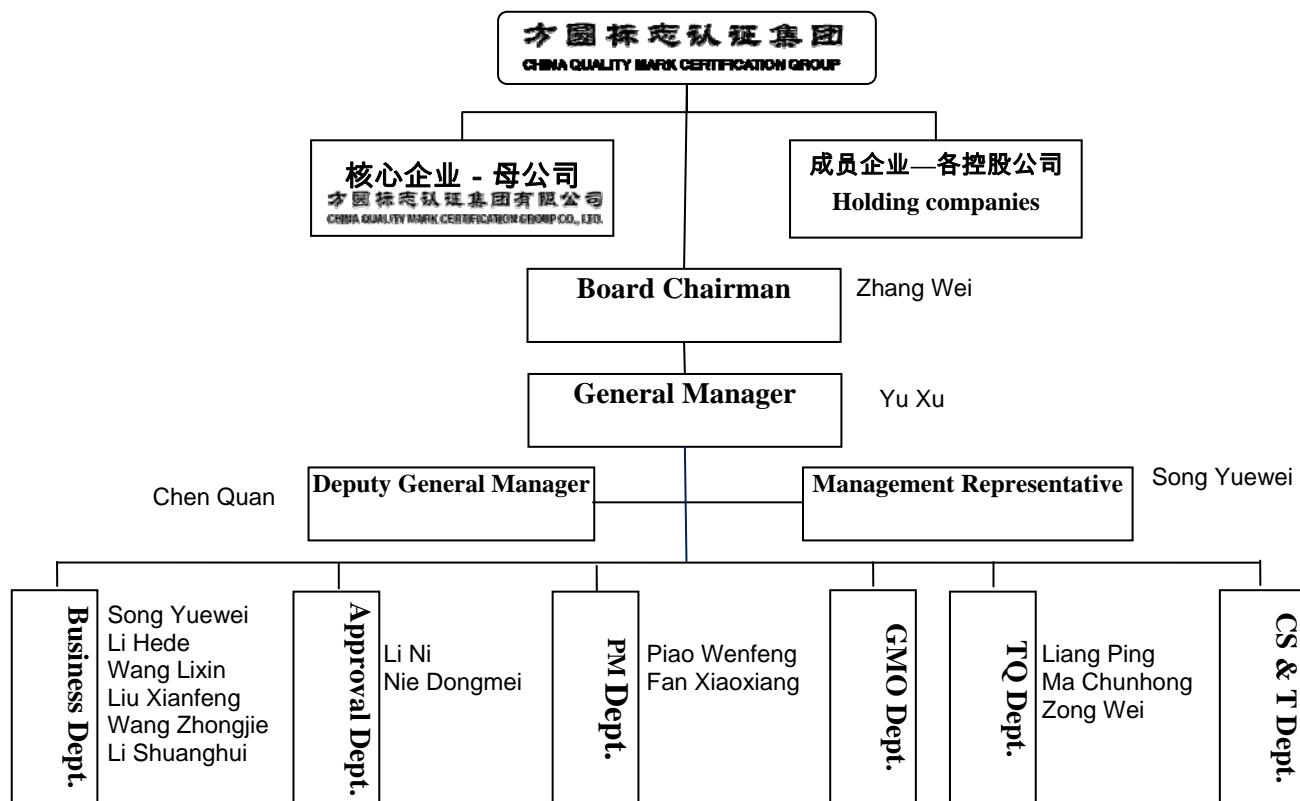 方圆标志认证集团
CHINA QUALITY MARK CERTIFICATION GROUP
核心企业 - 母公司
方圆标志认证集团有限公司
CHINA QUALITY MARK CERTIFICATION GROUP CO., LTD.
成员企业—各控股公司
Holding companies
Board Chairman
Zhang Wei
General Manager
Yu Xu
Chen Quan
Deputy General Manager
Management Representative
Song Yuewei
Business Dept.
Song Yuewei
Li Hede
Wang Lixin
Liu Xianfeng
Wang Zhongjie
Li Shuanghui
Approval Dept.
Li Ni
Nie Dongmei
PM Dept.
Piao Wenfeng
Fan Xiaoxiang
GMO Dept.
TQ Dept.
Liang Ping
Ma Chunhong
Zong Wei
CS & T Dept.